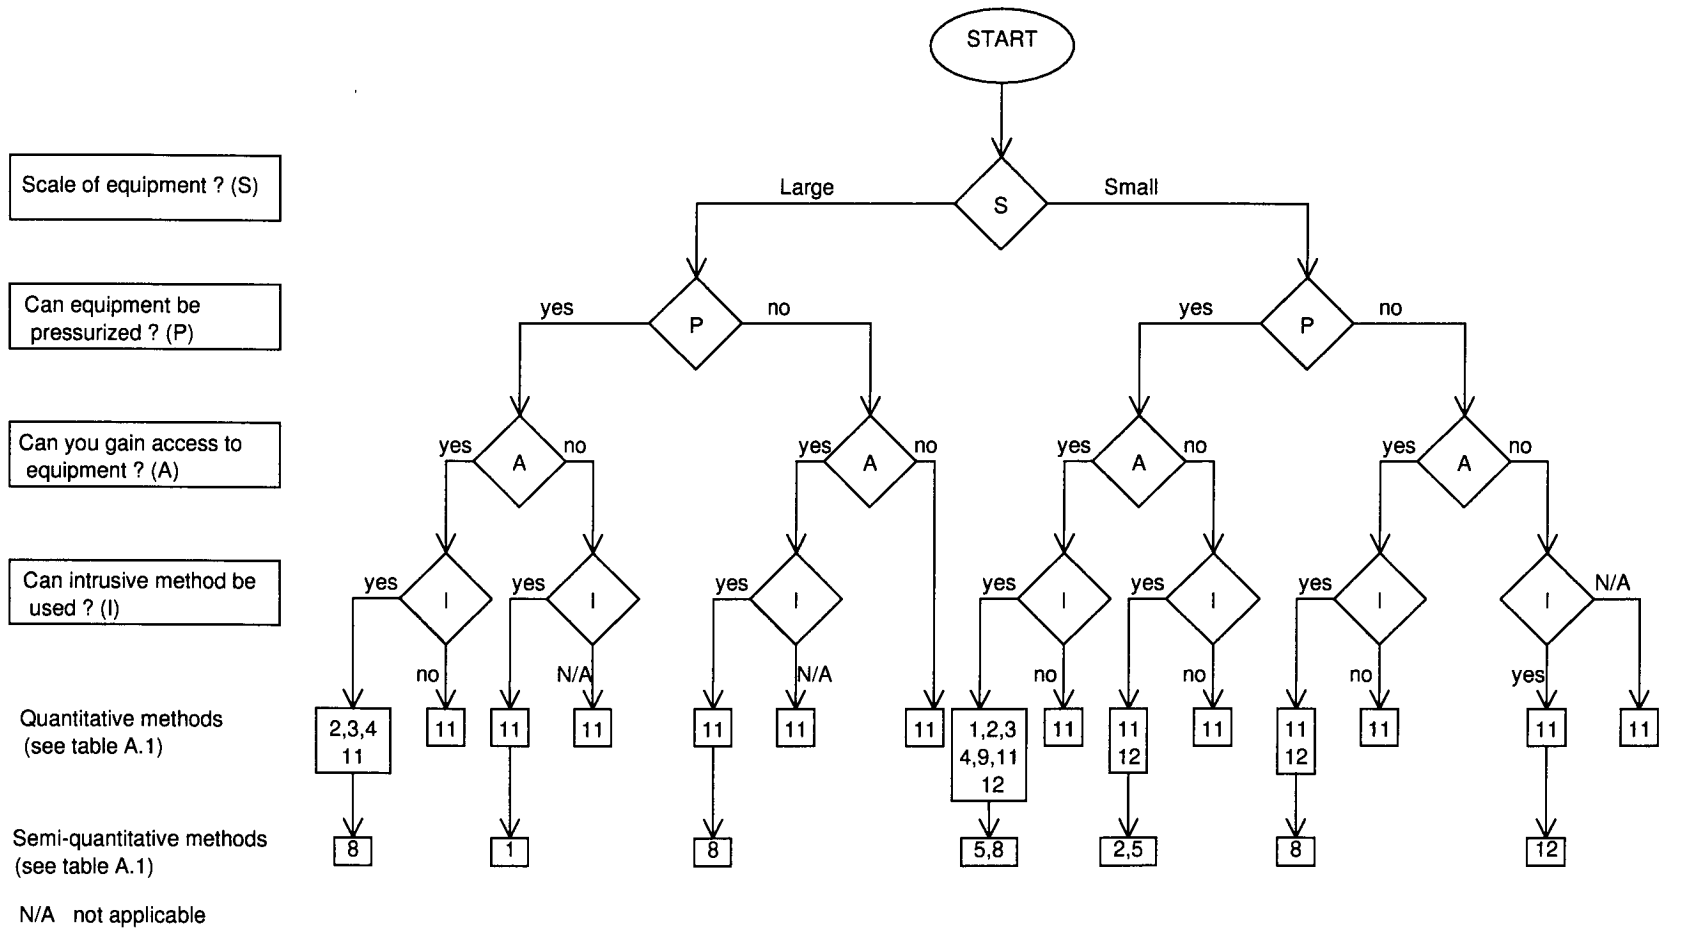 START
Scale of equipment ? (S)
Large
Small
S
Can equipment be
pressurized ? (P)
yes
P
no
yes
P
no
Can you gain access to
equipment ? (A)
yes
A
no
yes
A
no
yes
A
no
yes
A
no
Can intrusive method be
used ? (I)
yes
I
yes
I
yes
I
yes
I
yes
I
yes
I
I
N/A
no
N/A
N/A
no
no
no
yes
Quantitative methods
(see table A.1)
2,3,4
11
11
11
11
11
11
11
1,2,3
4,9,11
12
11
11
12
11
11
12
11
11
11
Semi-quantitative methods
(see table A.1)
8
1
8
5,8
2,5
8
12
N/A not applicable